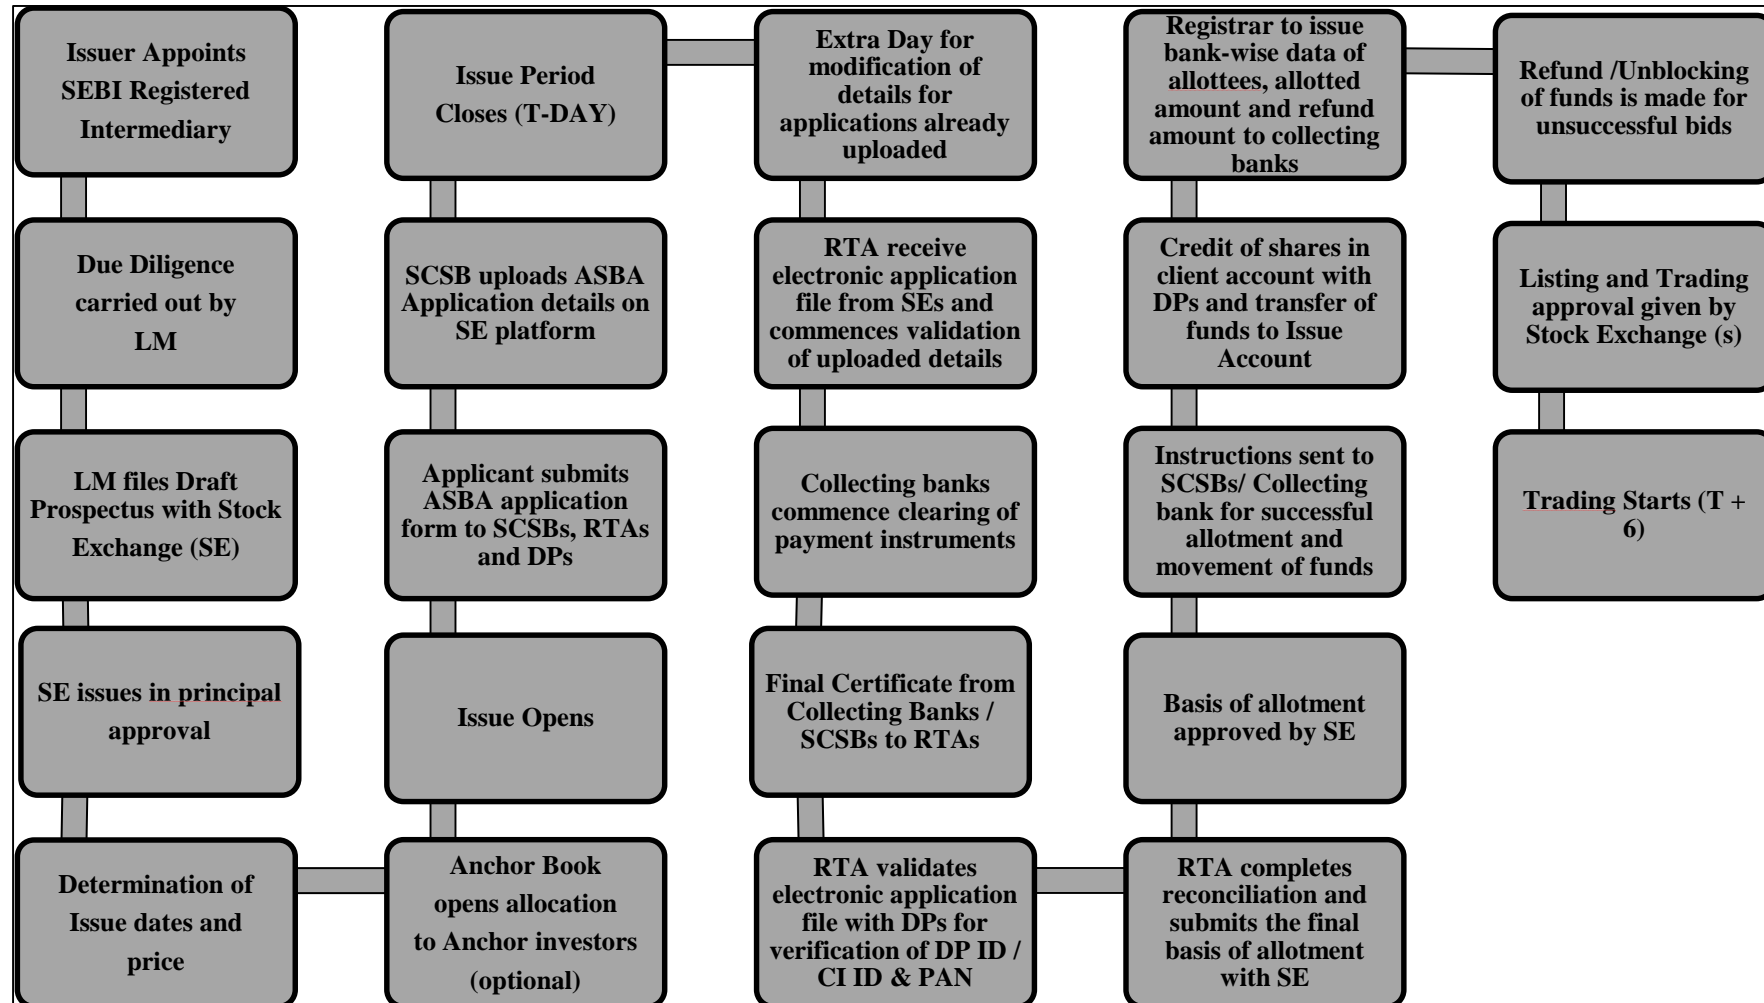 Issuer Appoints
SEBI Registered
Intermediary
Due Diligence
carried out by
LM
LM files Draft
Prospectus with Stock
Exchange (SE)
SE issues in principal
approval
Determination of
Issue dates and
price
Anchor Book
opens allocation
to Anchor investors
(optional)
Issue Opens
Applicant submits
ASBA application
form to SCSBs, RTAs
and DPs
SCSB uploads ASBA
Application details on
SE platform
Issue Period
Closes (T-DAY)
Extra Day for
modification of
details for
applications already
uploaded
RTA receive
electronic application
file from SEs and
commences validation
of uploaded details
Collecting banks
commence clearing of
payment instruments
Final Certificate from
Collecting Banks /
SCSBs to RTAs
RTA validates
electronic application
file with DPs for
verification of DP ID /
CI ID & PAN
RTA completes
reconciliation and
submits the final
basis of allotment
with SE
Basis of allotment
approved by SE
Instructions sent to
SCSBs/ Collecting
bank for successful
allotment and
movement of funds
Credit of shares in
client account with
DPs and transfer of
funds to Issue
Account
Registrar to issue
bank-wise data of
allottees, allotted
amount and refund
amount to collecting
banks
Refund /Unblocking
of funds is made for
unsuccessful bids
Listing and Trading
approval given by
Stock Exchange (s)
Trading Starts (T +
6)